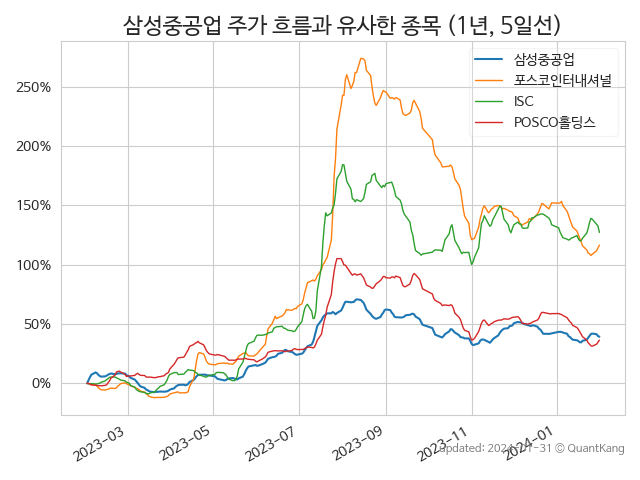 삼성중공업 주가 흐름과 유사한 종목 (1년, 5일선)
삼성중공업
포스코인터내셔널
ISC
POSCO홀딩스
250%
200%
150%
100%
50%
0%
2023-03
2023-05
2023-07
2023-09
2023-11
2024-01
updated: 2024-01-31 © QuantKang